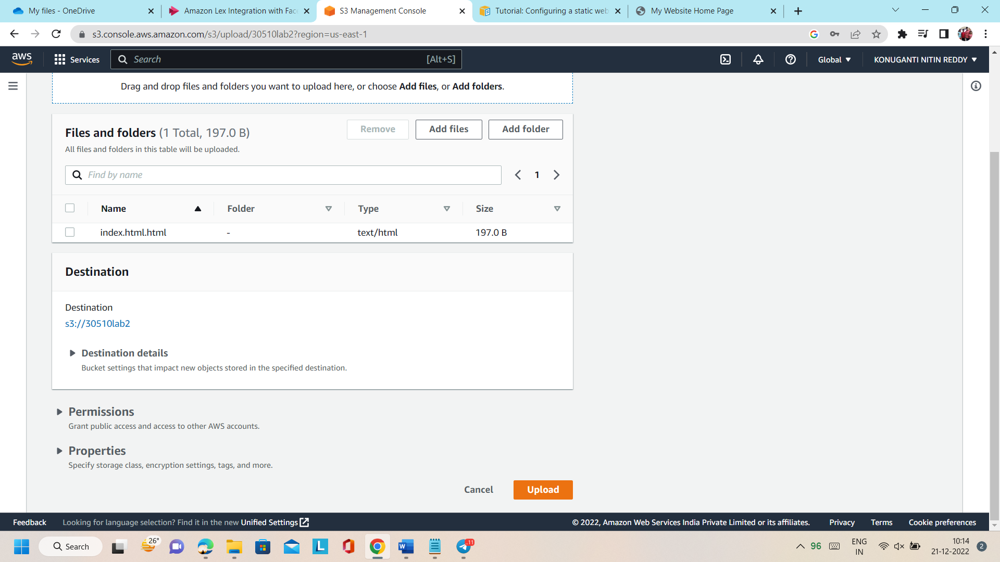 My files - OneDrive
Amazon Lex Integration with Fac
S3 Management Console
Tutorial: Configuring a static web
My Website Home Page
s3.console.aws.amazon.com/s3/upload/30510lab2?region=us-east-1
aws
Services
Search
[Alt+S]
Global
KONUGANTI NITIN REDDY
Drag and drop files and folders you want to upload here, or choose Add files, or Add folders.
Files and folders (1 Total, 197.0 B)
Remove
Add files
Add folder
All files and folders in this table will be uploaded.
Find by name
1
Name
Folder
Type
Size
index.html.html
-
text/html
197.0 B
Destination
Destination
s3://30510lab2
Destination details
Bucket settings that impact new objects stored in the specified destination.
Permissions
Grant public access and access to other AWS accounts.
Properties
Specify storage class, encryption settings, tags, and more.
Cancel
Upload
Feedback
Looking for language selection? Find it in the new Unified Settings
© 2022, Amazon Web Services India Private Limited or its affiliates.
Privacy
Terms
Cookie preferences
Search
26°
L
W
..11
96
ENG
IN
10:14
21-12-2022
2